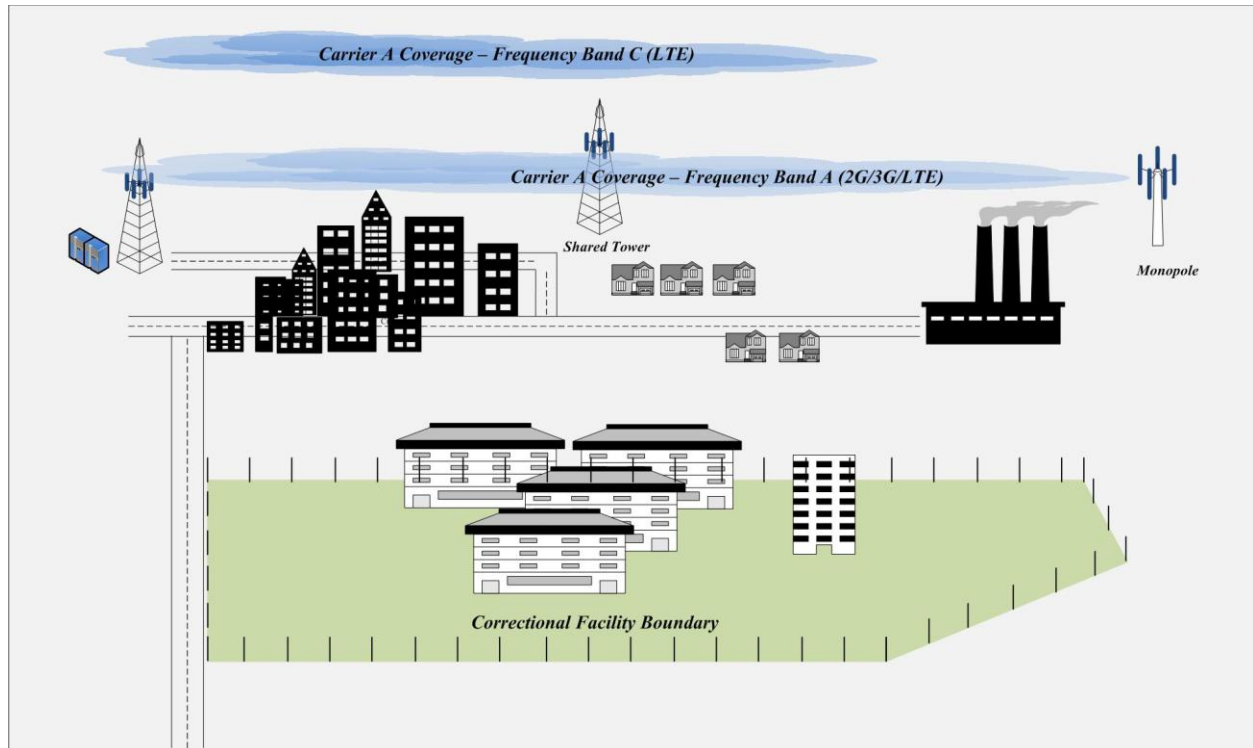 Carrier A Coverage – Frequency Band C (LTE)
Carrier A Coverage – Frequency Band A (2G/3G/LTE)
Shared Tower
Monopole
Correctional Facility Boundary